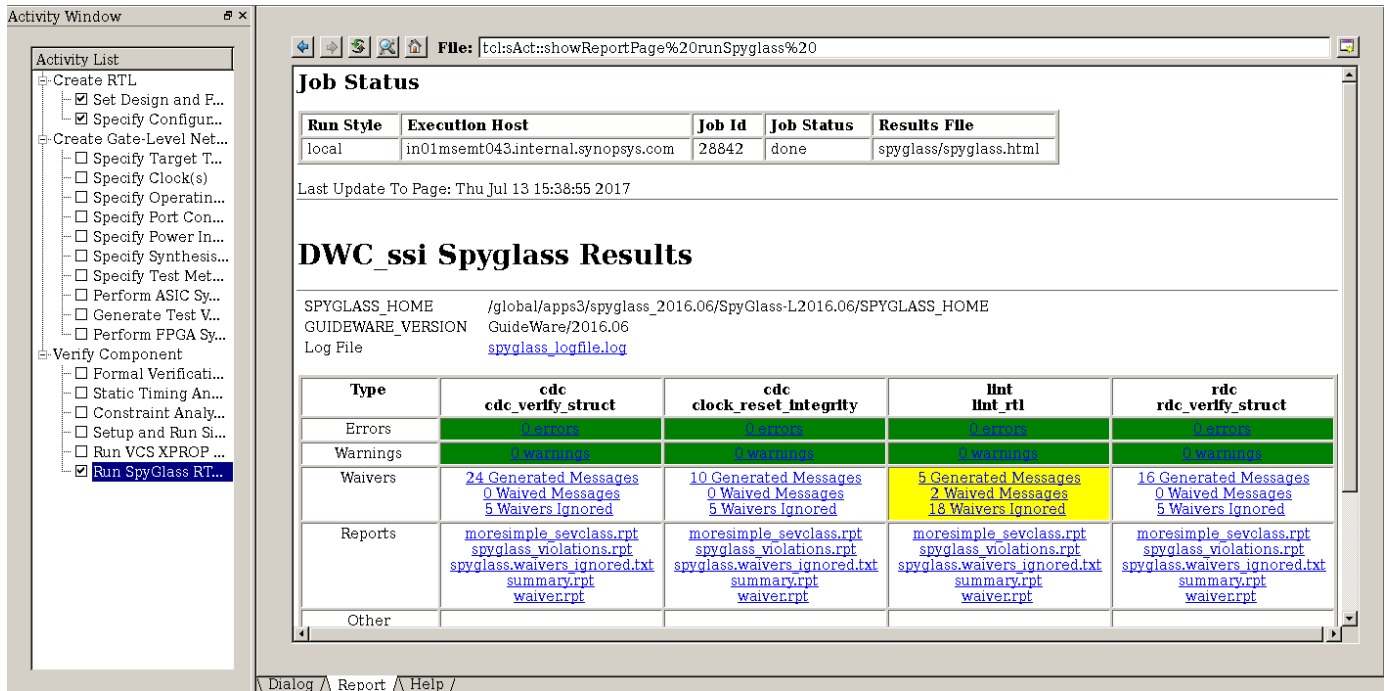 Activity Window
Activity List
Create RTL
Set Design and F...
Specify Configur...
Create Gate-Level Net...
Specify Target T...
Specify Clock(s)
Specify Operatin...
Specify Port Con...
Specify Power In...
Specify Synthesis...
Specify Test Met...
Perform ASIC Sy...
Generate Test V...
Perform FPGA Sy...
Verify Component
Formal Verificati...
Static Timing An...
Constraint Analy...
Setup and Run Si...
Run VCS XPROP ...
Run SpyGlass RT...
File: tcl:sAct::showReportPage%20runSpyglass%20
Job Status
Run Style Execution Host Job Id Job Status Results File
local in01msemt043.internal.synopsys.com 28842 done spyglass/spyglass.html
Last Update To Page: Thu Jul 13 15:38:55 2017
DWC_ssi Spyglass Results
SPYGLASS_HOME /global/apps3/spyglass_2016.06/SpyGlass-L2016.06/SPYGLASS_HOME
GUIDEWARE_VERSION GuideWare/2016.06
Log File spyglass_logfile.log
Type cdc cdc lint rdc
cdc_verify_struct clock_reset_integrity lint_rtl rdc_verify_struct
Errors 0 errors 0 errors 0 errors 0 errors
Warnings 0 warnings 0 warnings 0 warnings 0 warnings
Waivers 24 Generated Messages 10 Generated Messages 5 Generated Messages 16 Generated Messages
0 Waived Messages 0 Waived Messages 2 Waived Messages 0 Waived Messages
5 Waivers Ignored 5 Waivers Ignored 18 Waivers Ignored 5 Waivers Ignored
Reports moresimple_sevclass.rpt moresimple_sevclass.rpt moresimple_sevclass.rpt moresimple_sevclass.rpt
spyglass_violations.rpt spyglass_violations.rpt spyglass_violations.rpt spyglass_violations.rpt
spyglass.waivers_ignored.txt spyglass.waivers_ignored.txt spyglass.waivers_ignored.txt spyglass.waivers_ignored.txt
summary.rpt summary.rpt summary.rpt summary.rpt
waiver.rpt waiver.rpt waiver.rpt waiver.rpt
Other
Dialog Report Help